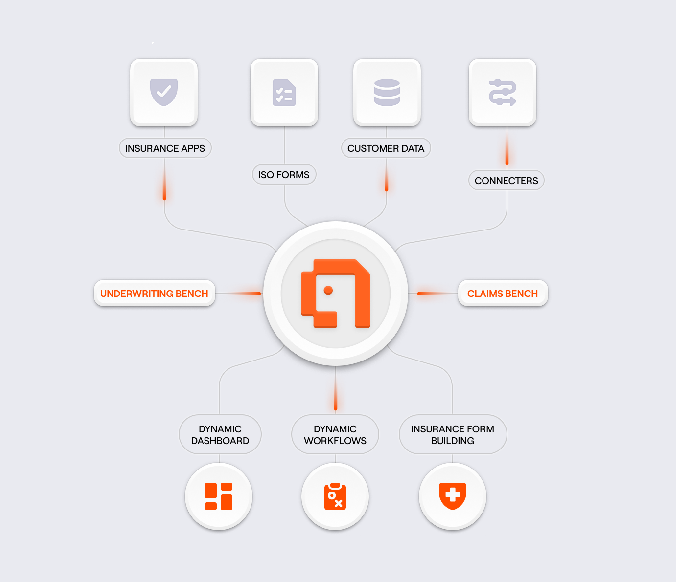 INSURANCE APPS
CUSTOMER DATA
ISO FORMS
CONNECTERS
UNDERWRITING BENCH
CLAIMS BENCH
DYNAMIC
DASHBOARD
DYNAMIC
WORKFLOWS
INSURANCE FORM
BUILDING